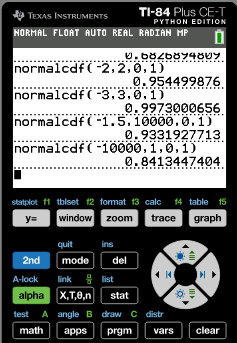 TEXAS INSTRUMENTS
TI-84 Plus CE-T
PYTHON EDITION
NORMAL FLOAT AUTO REAL RADIAN MP
0.6826894809
normalcdf(-2,2,0,1)
0.954499876
normalcdf(-3,3,0,1)
0.9973000656
normalcdf(-1.5,10000,0,1)
0.9331927713
normalcdf(-10000,1,0,1)
0.8413447404
statplot f1 tblset f2 format f3 calc f4 table f5
y= window zoom trace graph
quit ins
2nd mode del
A-lock link list
alpha X,T,θ,n stat
test A angle B draw C distr
math apps prgm vars clear